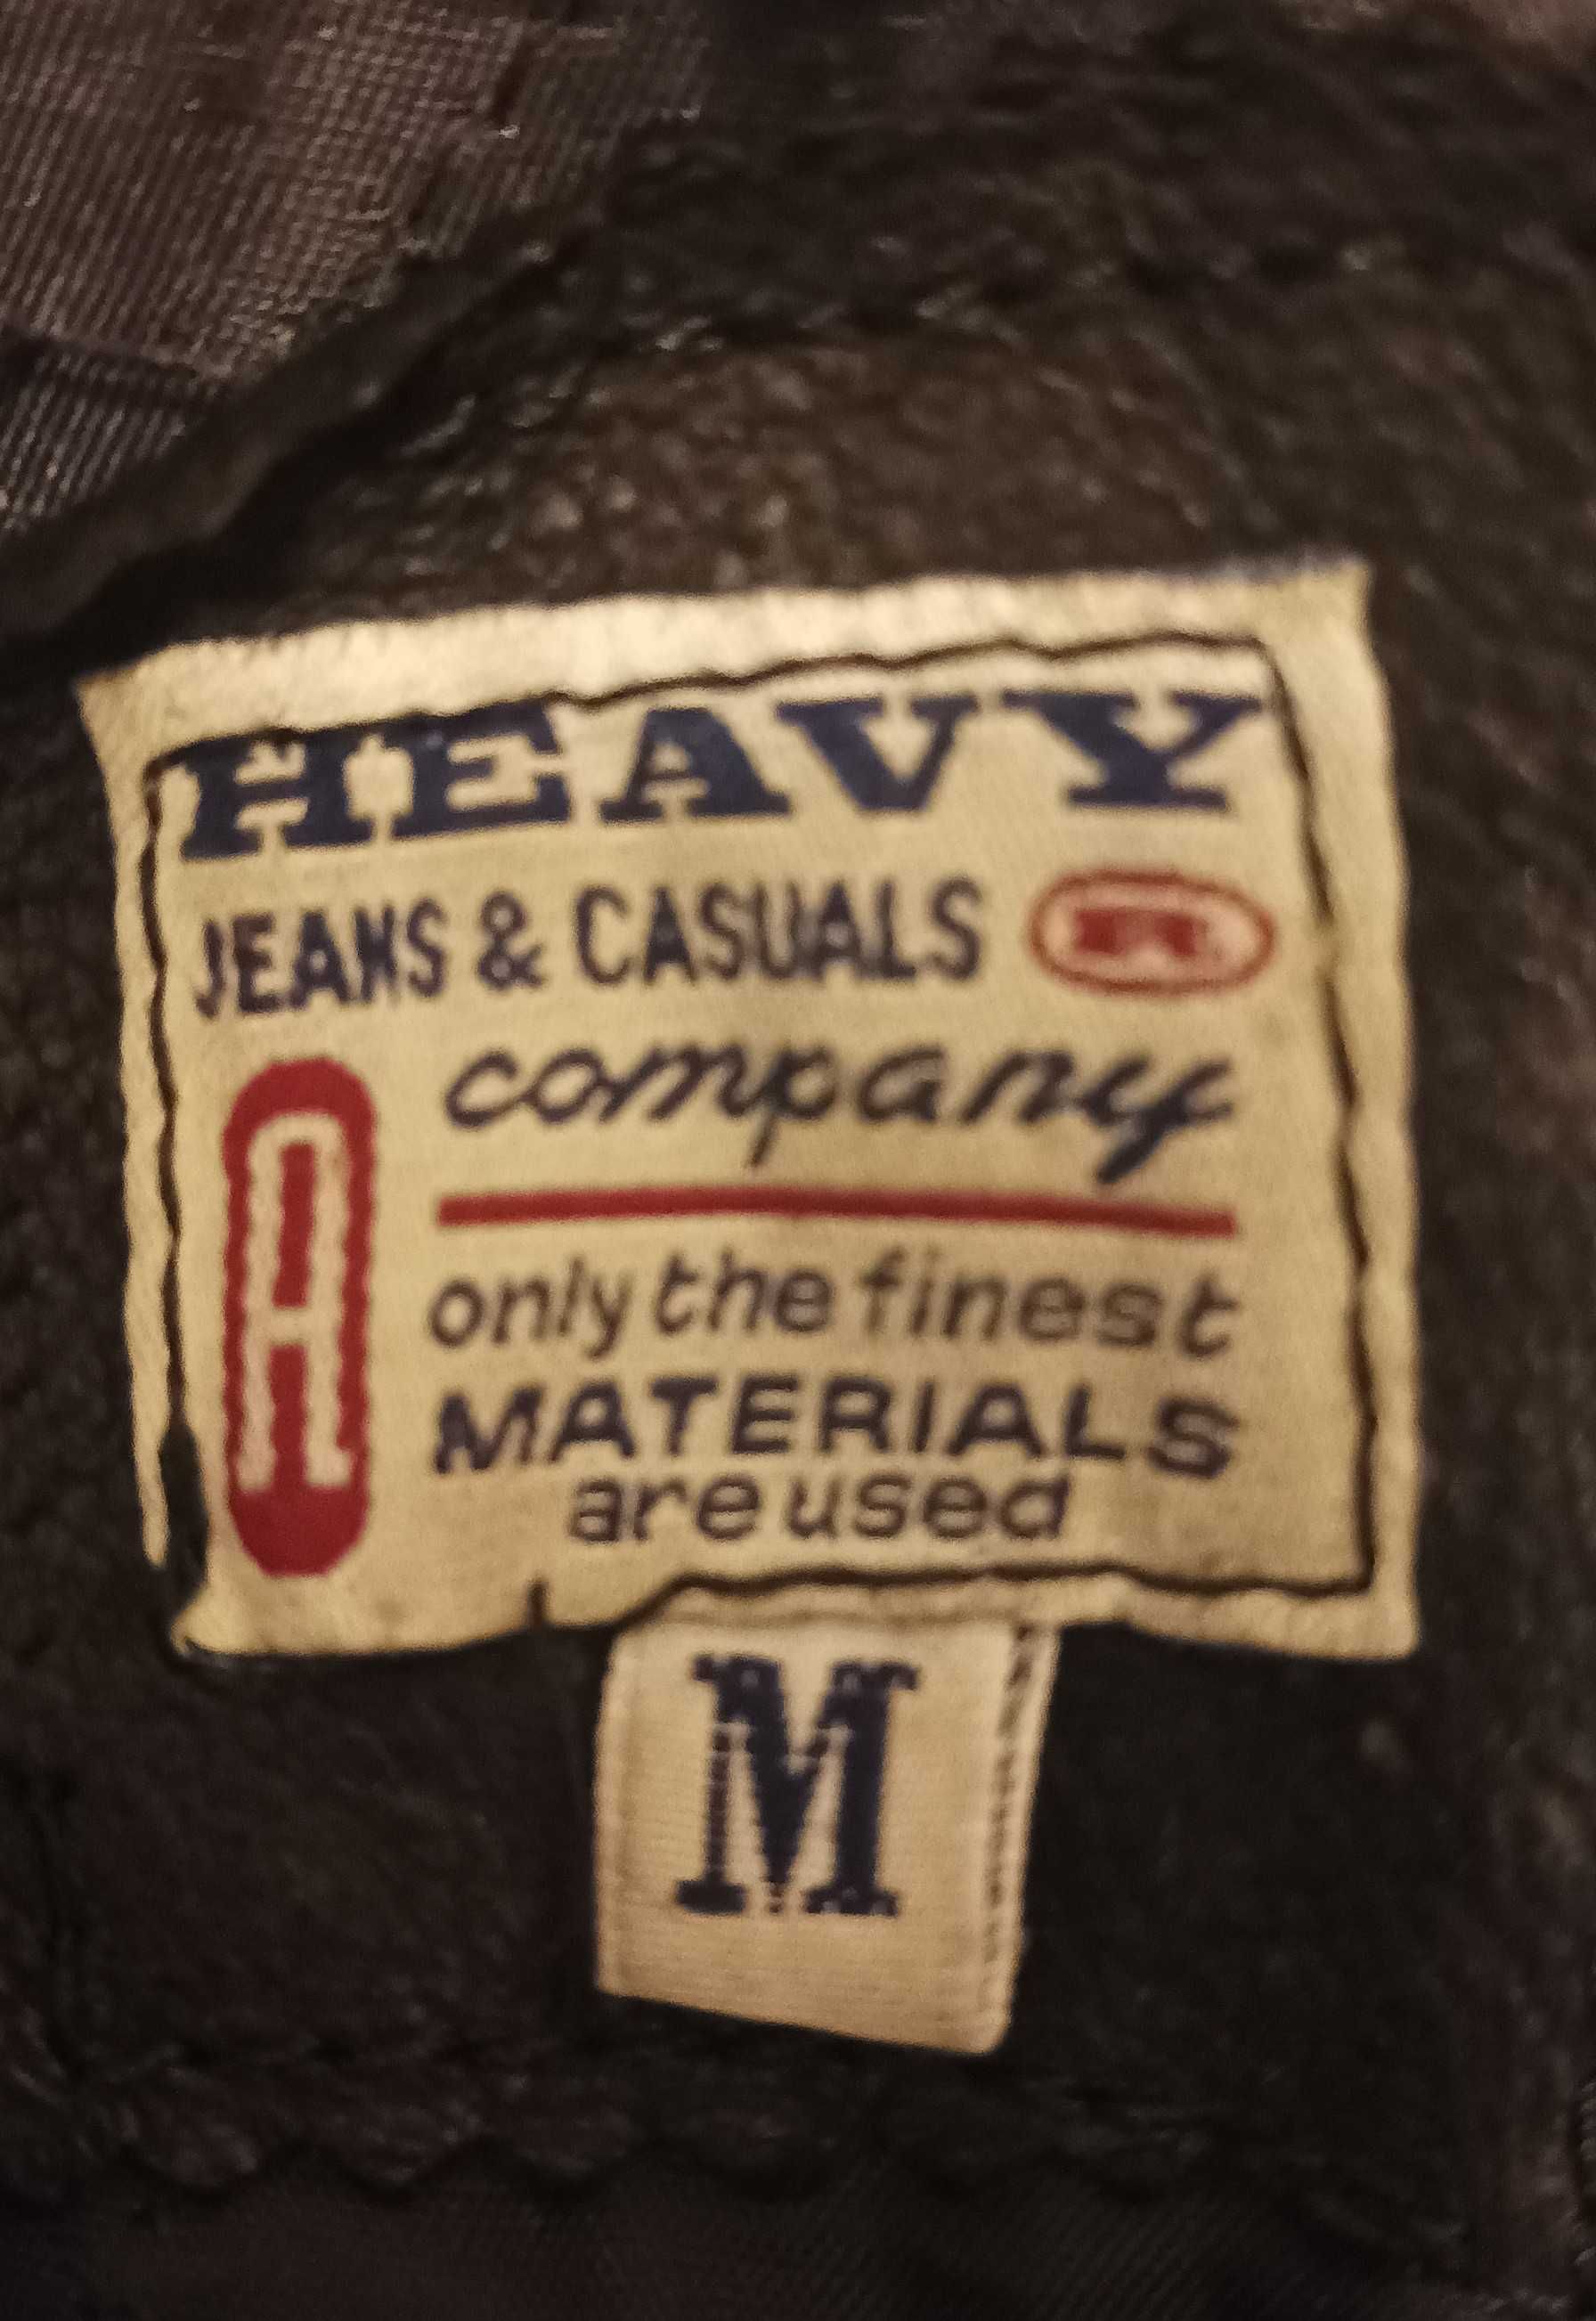 HEAVY
JEANS & CASUALS
company
only the finest
MATERIALS
are used
M